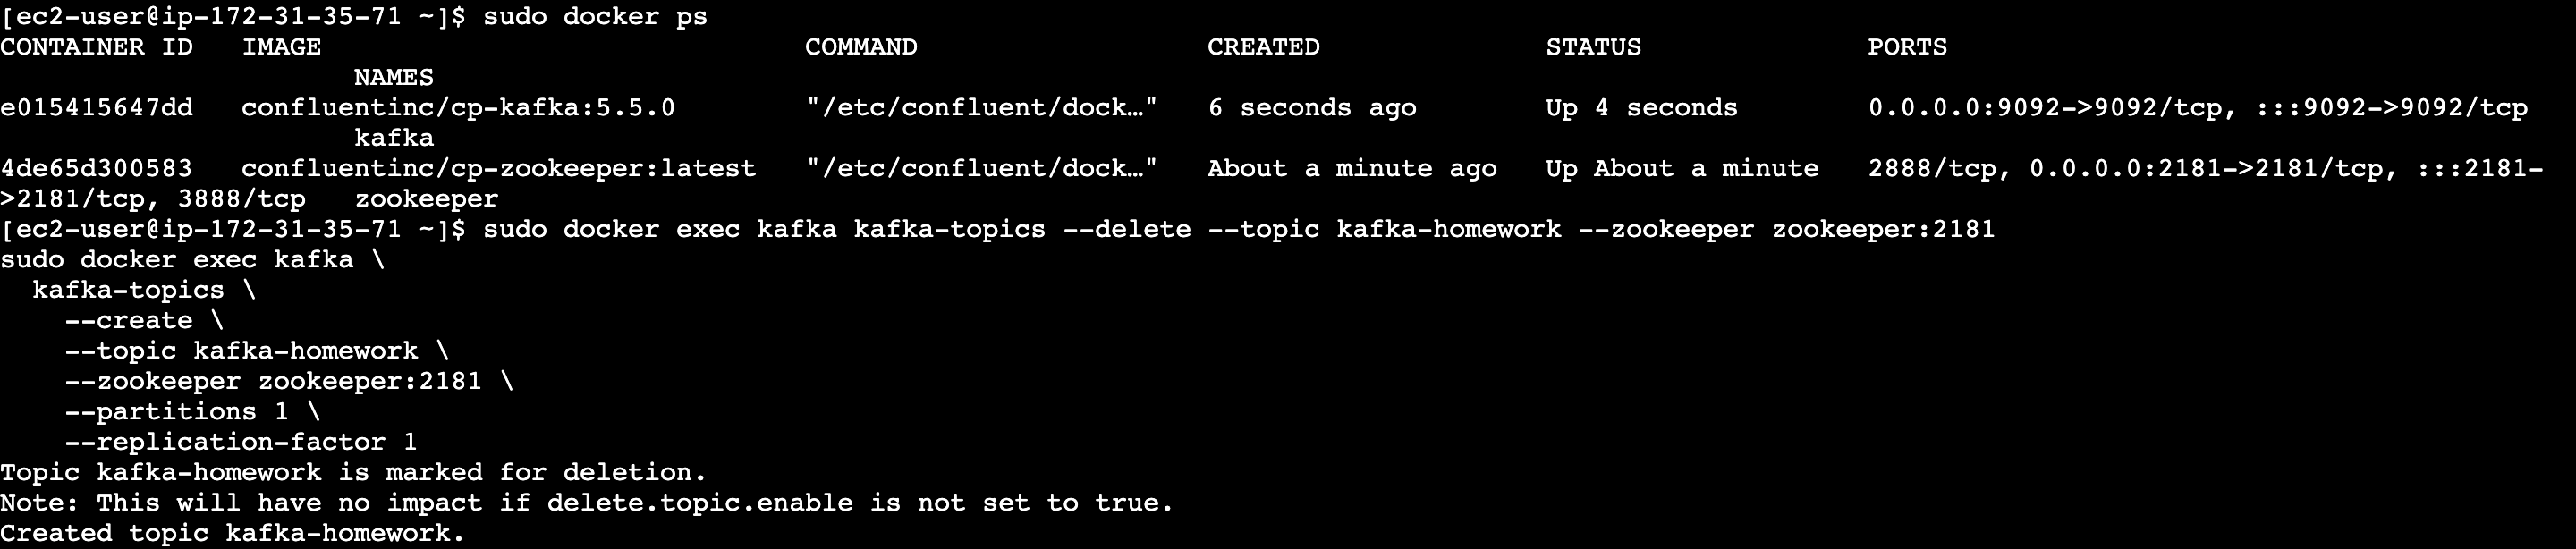 [ec2-user@ip-172-31-35-71 ~]$ sudo docker ps
CONTAINER ID   IMAGE                              COMMAND                  CREATED              STATUS              PORTS
                      NAMES
e015415647dd   confluentinc/cp-kafka:5.5.0        "/etc/confluent/dock…"   6 seconds ago        Up 4 seconds        0.0.0.0:9092->9092/tcp, :::9092->9092/tcp
                      kafka
4de65d300583   confluentinc/cp-zookeeper:latest   "/etc/confluent/dock…"   About a minute ago   Up About a minute   2888/tcp, 0.0.0.0:2181->2181/tcp, :::2181-
>2181/tcp, 3888/tcp   zookeeper
[ec2-user@ip-172-31-35-71 ~]$ sudo docker exec kafka kafka-topics --delete --topic kafka-homework --zookeeper zookeeper:2181
sudo docker exec kafka \
  kafka-topics \
    --create \
    --topic kafka-homework \
    --zookeeper zookeeper:2181 \
    --partitions 1 \
    --replication-factor 1
Topic kafka-homework is marked for deletion.
Note: This will have no impact if delete.topic.enable is not set to true.
Created topic kafka-homework.